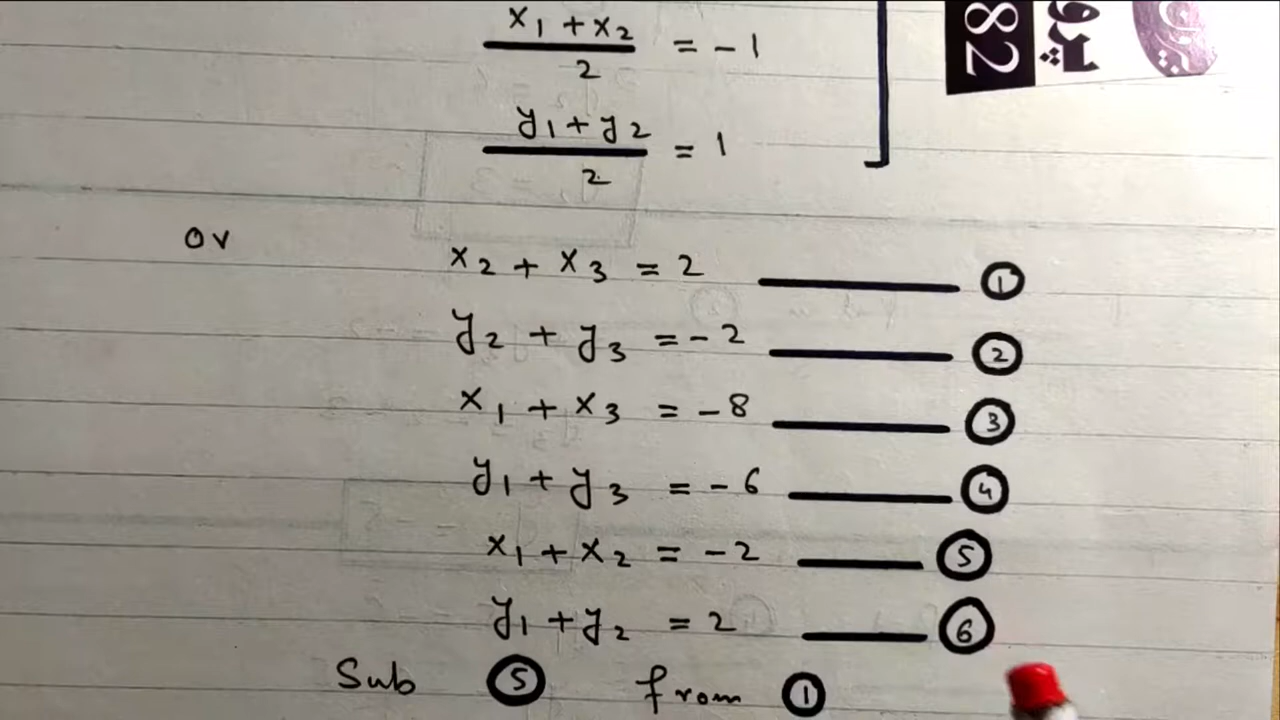 x₁ + x₂ / 2 = -1
y₁ + y₂ / 2 = 1
or
x₂ + x₃ = 2 ——— ①
y₂ + y₃ = -2 ——— ②
x₁ + x₃ = -8 ——— ③
y₁ + y₃ = -6 ——— ④
x₁ + x₂ = -2 ——— ⑤
y₁ + y₂ = 2 ——— ⑥
Sub ⑤ from ①
82